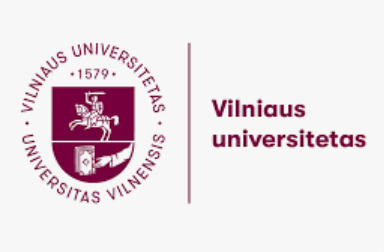 VILNIAUS UNIVERSITETAS
· 1579 ·
UNIVERSITAS VILNENSIS
Vilniaus
universitetas